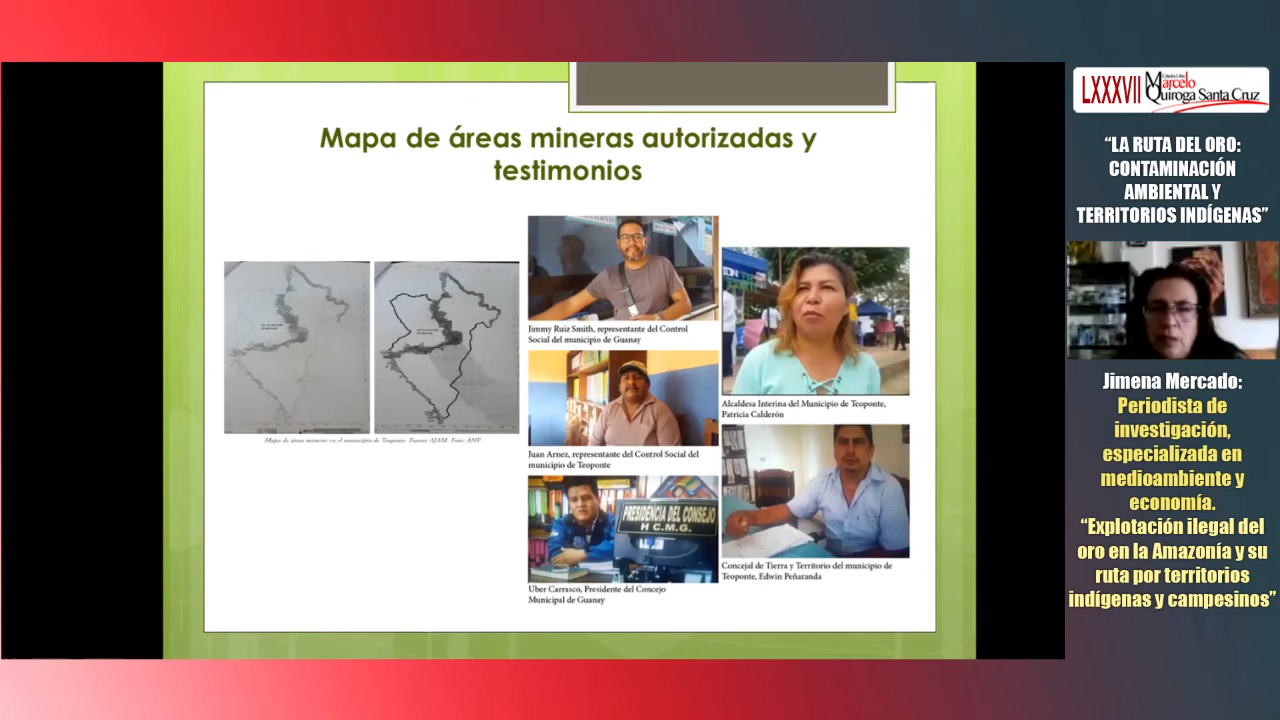 Mapa de áreas mineras autorizadas y
testimonios
Mapa de áreas mineras en el municipio de Teoponte. Fuente AJAM. Foto: ANF.
Jimmy Ruiz Smith, representante del Control
Social del municipio de Guanay
Juan Arnez, representante del Control Social del
municipio de Teoponte
PRESIDENCIA DEL CONSEJO
H C.M.G.
Uber Carrasco, Presidente del Concejo
Municipal de Guanay
Alcaldesa Interina del Municipio de Teoponte,
Patricia Calderón
Concejal de Tierra y Territorio del municipio de
Teoponte, Edwin Peñaranda
LXXXVII
Marcelo
Quiroga Santa Cruz
“LA RUTA DEL ORO:
CONTAMINACIÓN
AMBIENTAL Y
TERRITORIOS INDÍGENAS”
Jimena Mercado:
Periodista de
investigación,
especializada en
medioambiente y
economía.
“Explotación ilegal del
oro en la Amazonía y su
ruta por territorios
indígenas y campesinos”